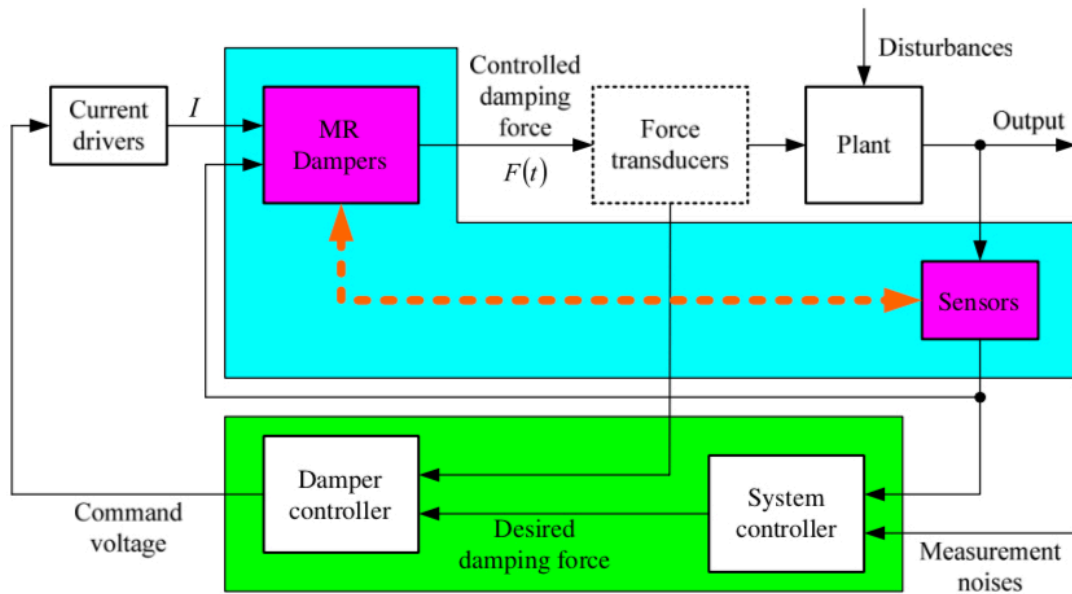 Disturbances
Current
drivers
I
MR
Dampers
Controlled
damping
force
F(t)
Force
transducers
Plant
Output
Sensors
Damper
controller
System
controller
Command
voltage
Desired
damping force
Measurement
noises